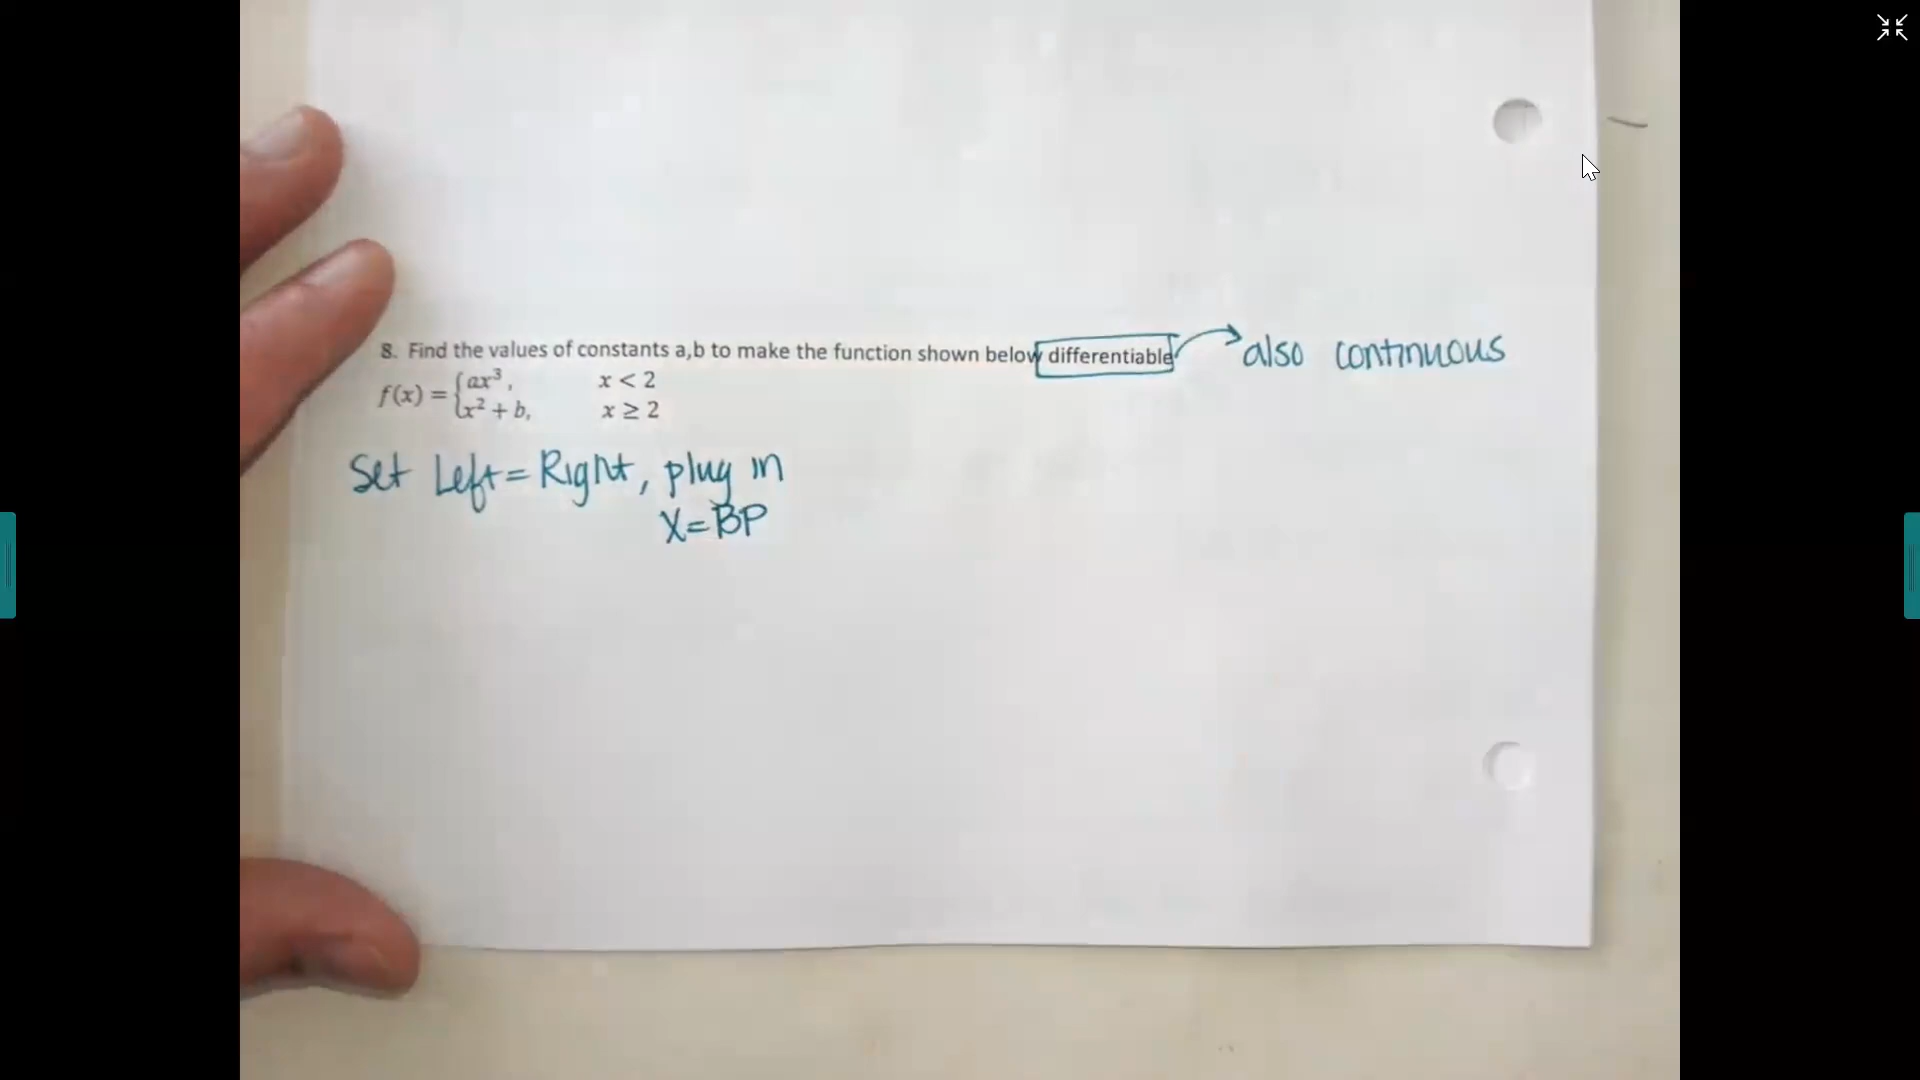 8. Find the values of constants a,b to make the function shown below differentiable also continuous
f(x) = { ax³, x < 2
x² + b, x ≥ 2
Set Left = Right, plug in
X = BP